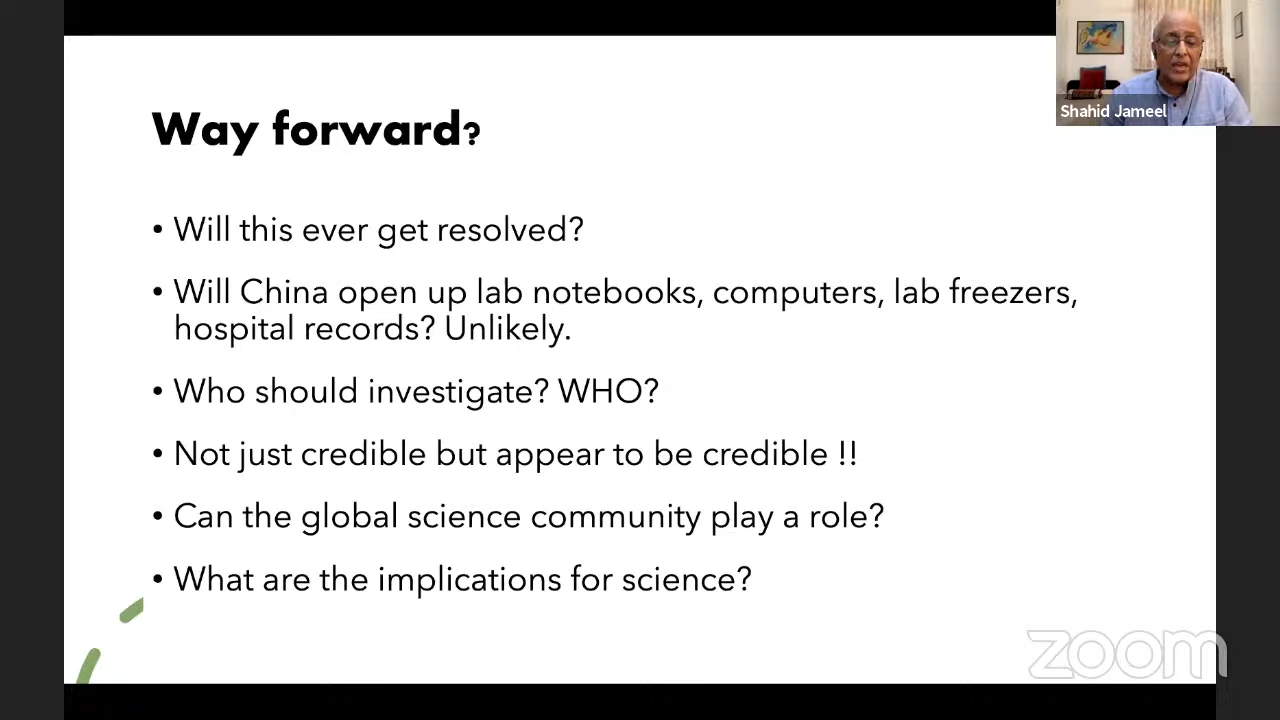 Shahid Jameel
Way forward?
• Will this ever get resolved?
• Will China open up lab notebooks, computers, lab freezers,
hospital records? Unlikely.
• Who should investigate? WHO?
• Not just credible but appear to be credible !!
• Can the global science community play a role?
• What are the implications for science?
zoom